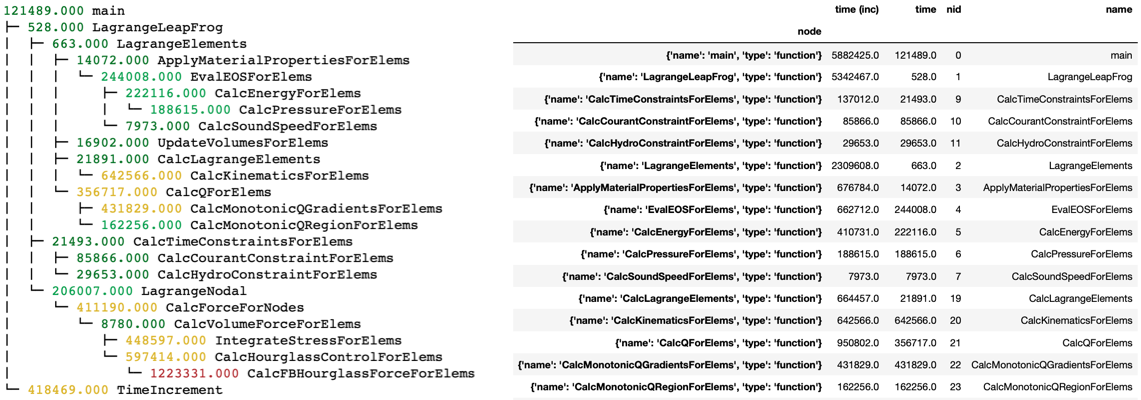 121489.000 main
├─ 528.000 LagrangeLeapFrog
│  ├─ 663.000 LagrangeElements
│  │  ├─ 14072.000 ApplyMaterialPropertiesForElems
│  │  │  └─ 244008.000 EvalEOSForElems
│  │  │     ├─ 222116.000 CalcEnergyForElems
│  │  │     │  └─ 188615.000 CalcPressureForElems
│  │  │     └─ 7973.000 CalcSoundSpeedForElems
│  │  ├─ 16902.000 UpdateVolumesForElems
│  │  ├─ 21891.000 CalcLagrangeElements
│  │  │  └─ 642566.000 CalcKinematicsForElems
│  │  └─ 356717.000 CalcQForElems
│  │     ├─ 431829.000 CalcMonotonicQGradientsForElems
│  │     └─ 162256.000 CalcMonotonicQRegionForElems
│  ├─ 21493.000 CalcTimeConstraintsForElems
│  │  ├─ 85866.000 CalcCourantConstraintForElems
│  │  └─ 29653.000 CalcHydroConstraintForElems
│  └─ 206007.000 LagrangeNodal
│     └─ 411190.000 CalcForceForNodes
│        └─ 8780.000 CalcVolumeForceForElems
│           ├─ 448597.000 IntegrateStressForElems
│           └─ 597414.000 CalcHourglassControlForElems
│              └─ 1223331.000 CalcFBHourglassForceForElems
└─ 418469.000 TimeIncrement
time (inc) time nid name
node
{'name': 'main', 'type': 'function'} 5882425.0 121489.0 0 main
{'name': 'LagrangeLeapFrog', 'type': 'function'} 5342467.0 528.0 1 LagrangeLeapFrog
{'name': 'CalcTimeConstraintsForElems', 'type': 'function'} 137012.0 21493.0 9 CalcTimeConstraintsForElems
{'name': 'CalcCourantConstraintForElems', 'type': 'function'} 85866.0 85866.0 10 CalcCourantConstraintForElems
{'name': 'CalcHydroConstraintForElems', 'type': 'function'} 29653.0 29653.0 11 CalcHydroConstraintForElems
{'name': 'LagrangeElements', 'type': 'function'} 2309608.0 663.0 2 LagrangeElements
{'name': 'ApplyMaterialPropertiesForElems', 'type': 'function'} 676784.0 14072.0 3 ApplyMaterialPropertiesForElems
{'name': 'EvalEOSForElems', 'type': 'function'} 662712.0 244008.0 4 EvalEOSForElems
{'name': 'CalcEnergyForElems', 'type': 'function'} 410731.0 222116.0 5 CalcEnergyForElems
{'name': 'CalcPressureForElems', 'type': 'function'} 188615.0 188615.0 6 CalcPressureForElems
{'name': 'CalcSoundSpeedForElems', 'type': 'function'} 7973.0 7973.0 7 CalcSoundSpeedForElems
{'name': 'CalcLagrangeElements', 'type': 'function'} 664457.0 21891.0 19 CalcLagrangeElements
{'name': 'CalcKinematicsForElems', 'type': 'function'} 642566.0 642566.0 20 CalcKinematicsForElems
{'name': 'CalcQForElems', 'type': 'function'} 950802.0 356717.0 21 CalcQForElems
{'name': 'CalcMonotonicQGradientsForElems', 'type': 'function'} 431829.0 431829.0 22 CalcMonotonicQGradientsForElems
{'name': 'CalcMonotonicQRegionForElems', 'type': 'function'} 162256.0 162256.0 23 CalcMonotonicQRegionForElems